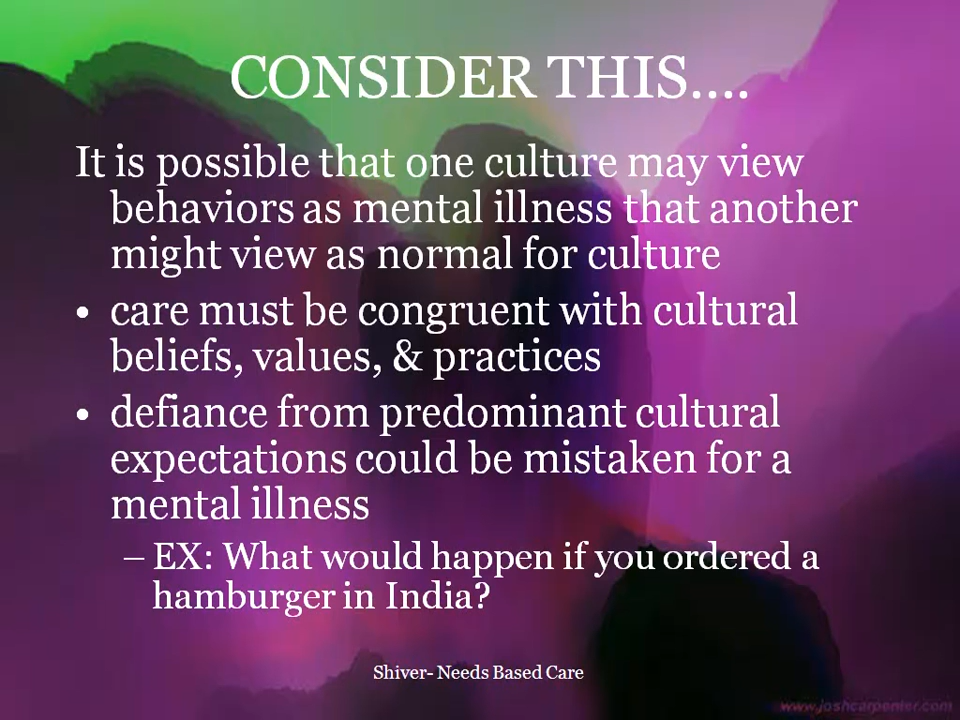 CONSIDER THIS....
It is possible that one culture may view
behaviors as mental illness that another
might view as normal for culture
• care must be congruent with cultural
beliefs, values, & practices
• defiance from predominant cultural
expectations could be mistaken for a
mental illness
– EX: What would happen if you ordered a
hamburger in India?
Shiver- Needs Based Care
www.joshcarpenter.com